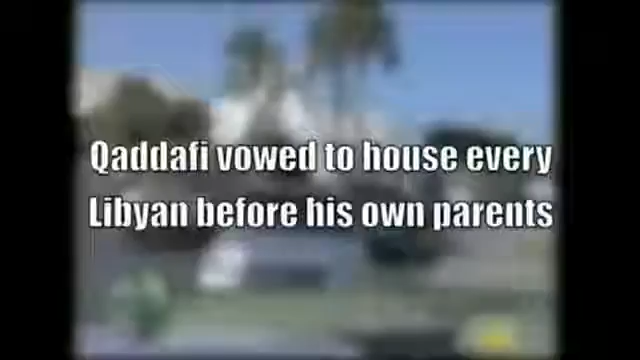 Qaddafi vowed to house every
Libyan before his own parents